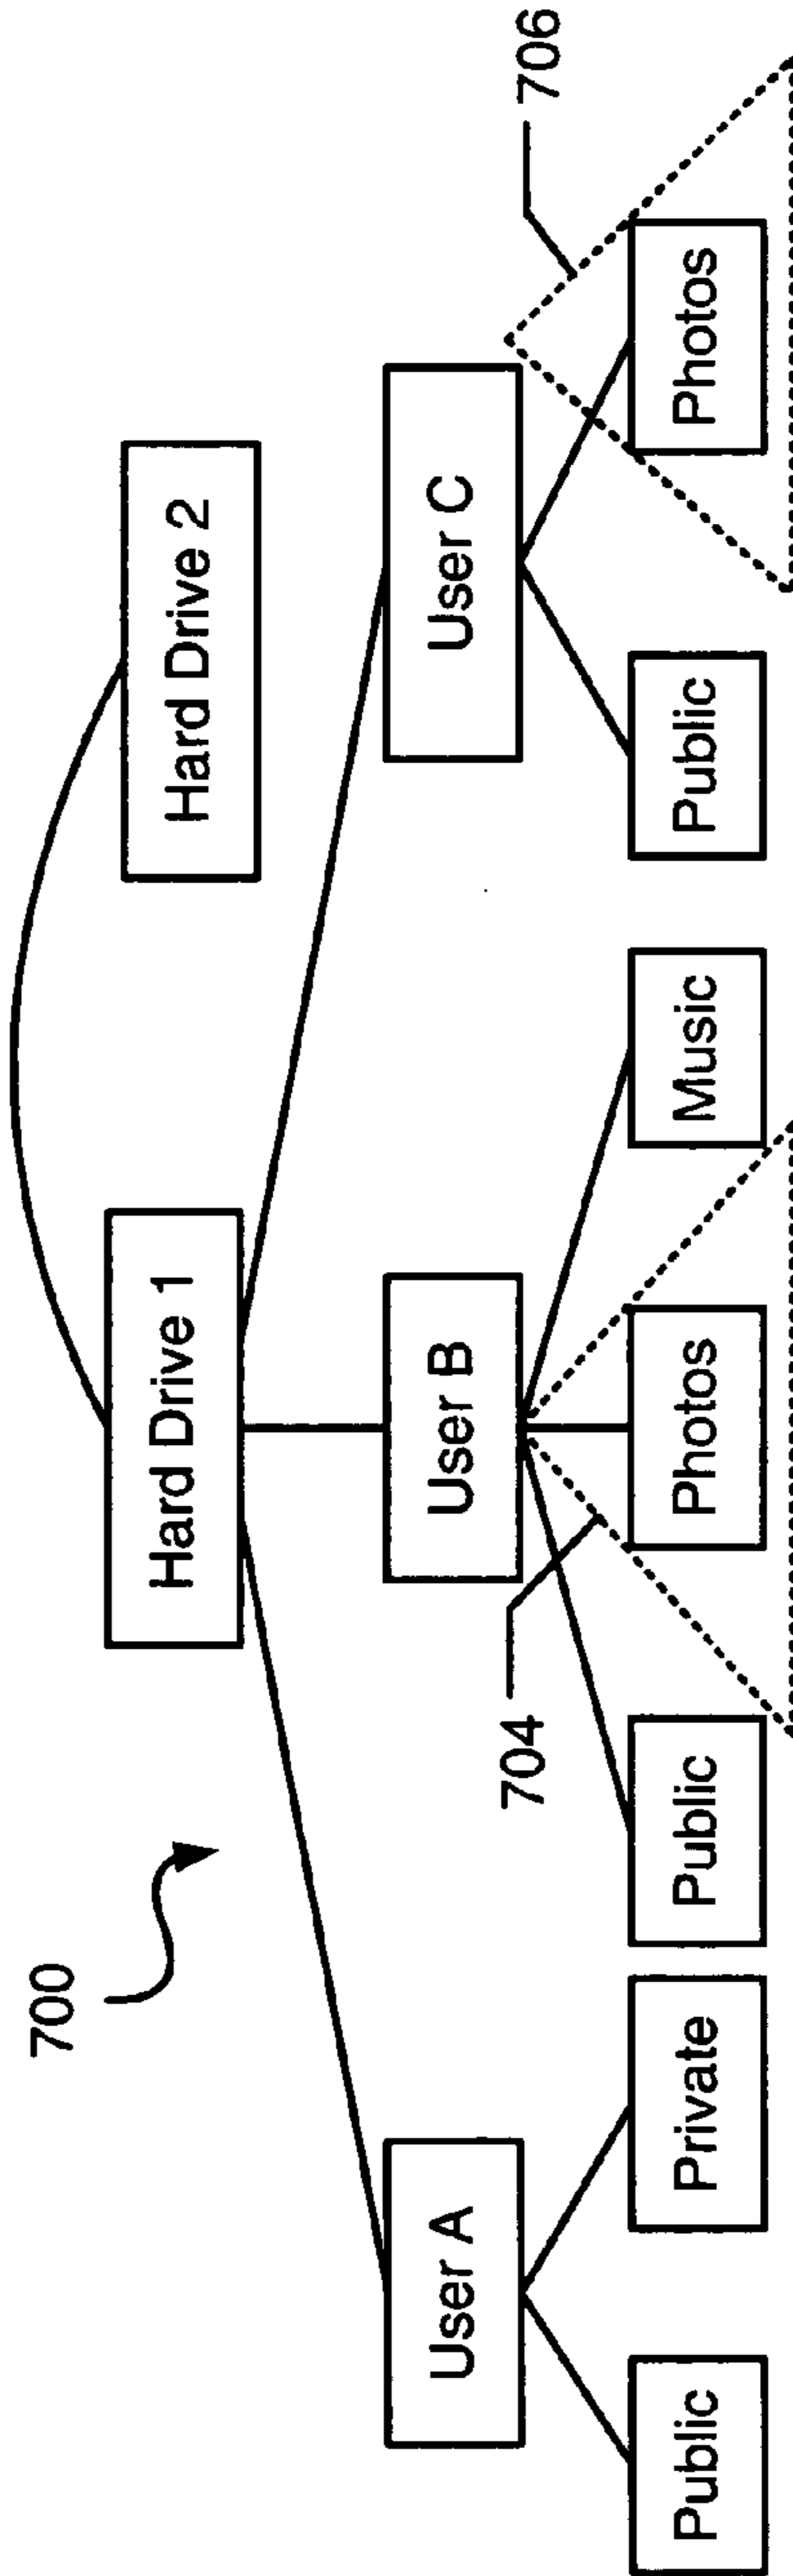 700
Hard Drive 1
Hard Drive 2
User A
User B
User C
704
706
Public
Private
Public
Photos
Music
Public
Photos